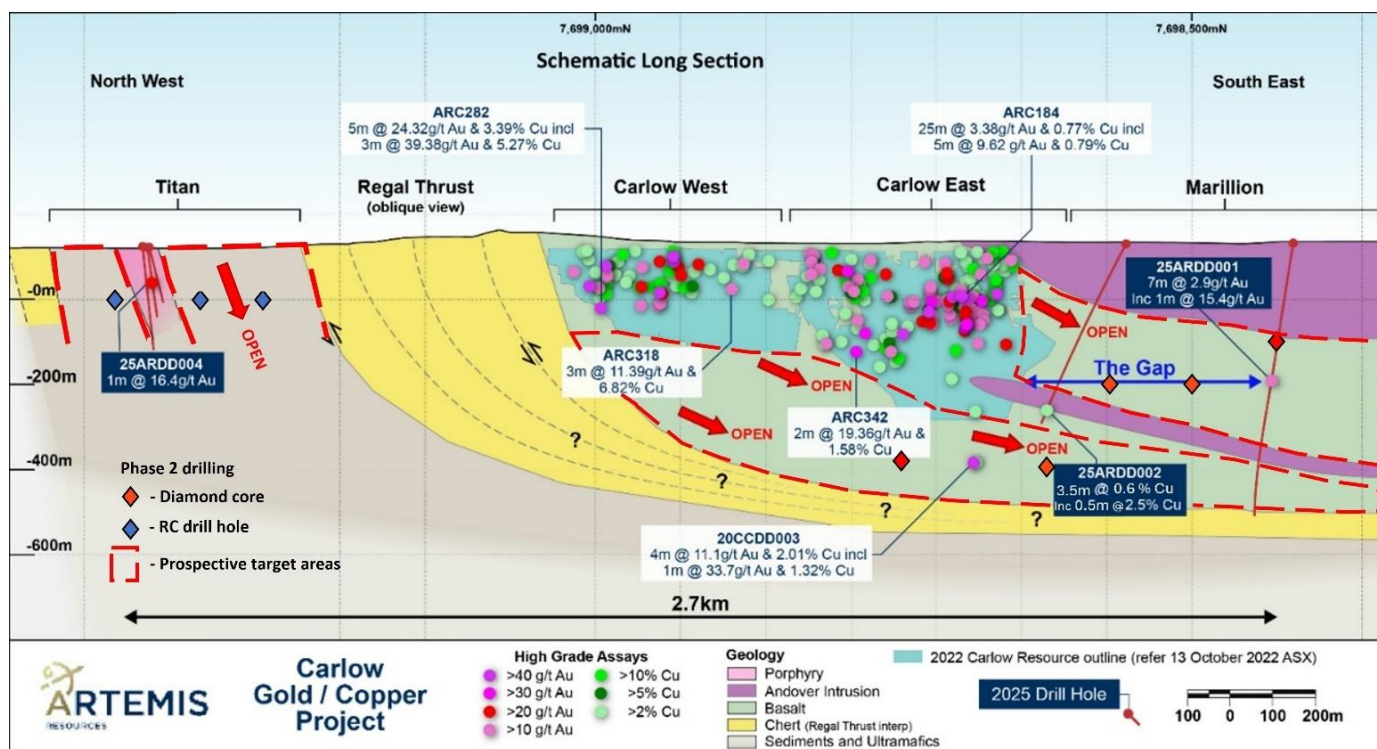 7,699,000mN
7,698,500mN
Schematic Long Section
North West
South East
ARC282
5m @ 24.32g/t Au & 3.39% Cu incl
3m @ 39.38g/t Au & 5.27% Cu
ARC184
25m @ 3.38g/t Au & 0.77% Cu incl
5m @ 9.62 g/t Au & 0.79% Cu
Titan
Regal Thrust
(oblique view)
Carlow West
Carlow East
Marillion
25ARDD001
7m @ 2.9g/t Au
Inc 1m @ 15.4g/t Au
-0m
OPEN
OPEN
25ARDD004
1m @ 16.4g/t Au
ARC318
3m @ 11.39g/t Au &
6.82% Cu
OPEN
The Gap
-200m
ARC342
2m @ 19.36g/t Au &
1.58% Cu
OPEN
OPEN
?
?
?
?
25ARDD002
3.5m @ 0.6 % Cu
Inc 0.5m @2.5% Cu
-400m
Phase 2 drilling
- Diamond core
- RC drill hole
- Prospective target areas
20CCDD003
4m @ 11.1g/t Au & 2.01% Cu incl
1m @ 33.7g/t Au & 1.32% Cu
-600m
2.7km
ARTEMIS
RESOURCES
Carlow
Gold / Copper
Project
High Grade Assays
>40 g/t Au
>30 g/t Au
>20 g/t Au
>10 g/t Au
>10% Cu
>5% Cu
>2% Cu
Geology
Porphyry
Andover Intrusion
Basalt
Chert (Regal Thrust interp)
Sediments and Ultramafics
2022 Carlow Resource outline (refer 13 October 2022 ASX)
2025 Drill Hole
100 0 100 200m